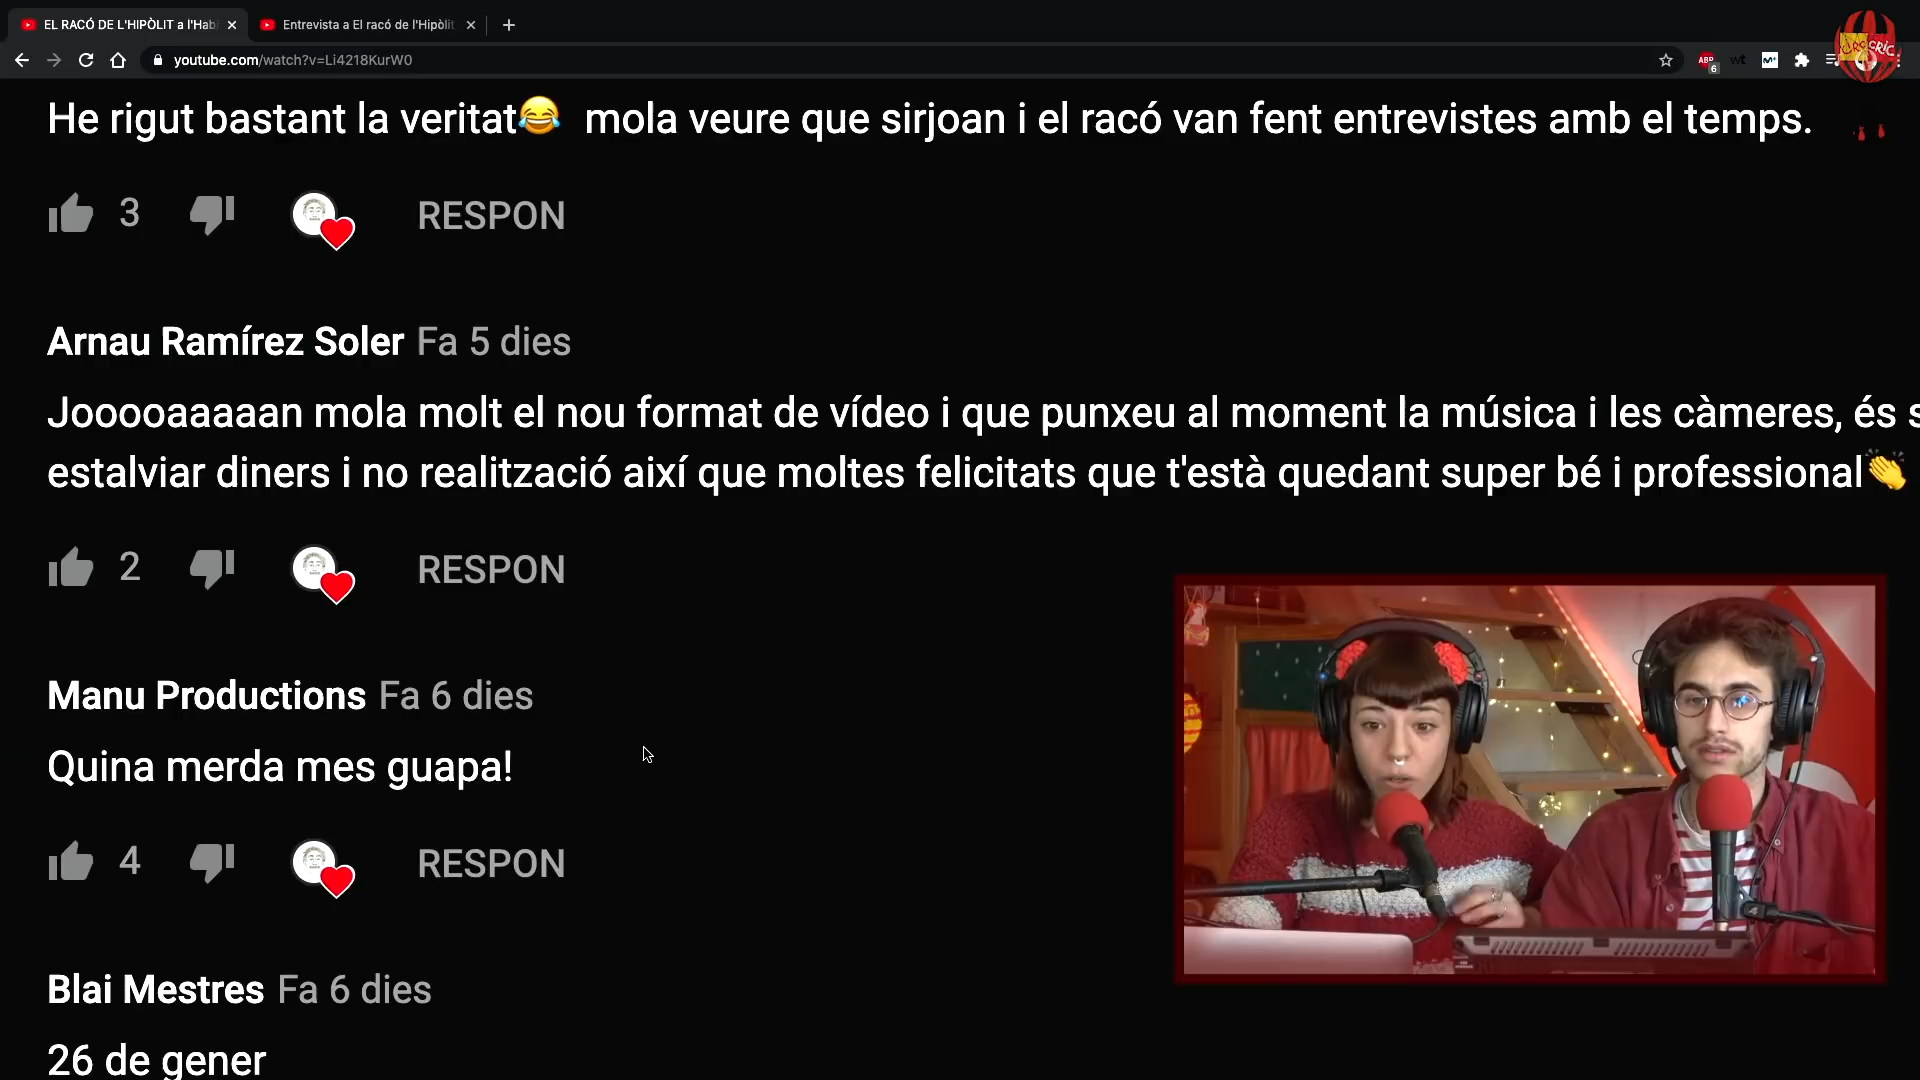 EL RACÓ DE L'HIPÒLIT a l'Hab
Entrevista a El racó de l'Hipòlit
youtube.com/watch?v=Li4218KurW0
ABP
6
He rigut bastant la veritat😂 mola veure que sirjoan i el racó van fent entrevistes amb el temps.
3
RESPON
Arnau Ramírez Soler Fa 5 dies
Jooooaaaaan mola molt el nou format de vídeo i que punxeu al moment la música i les càmeres, és s
estalviar diners i no realització així que moltes felicitats que t'està quedant super bé i professional👏
2
RESPON
Manu Productions Fa 6 dies
Quina merda mes guapa!
4
RESPON
Blai Mestres Fa 6 dies
26 de gener